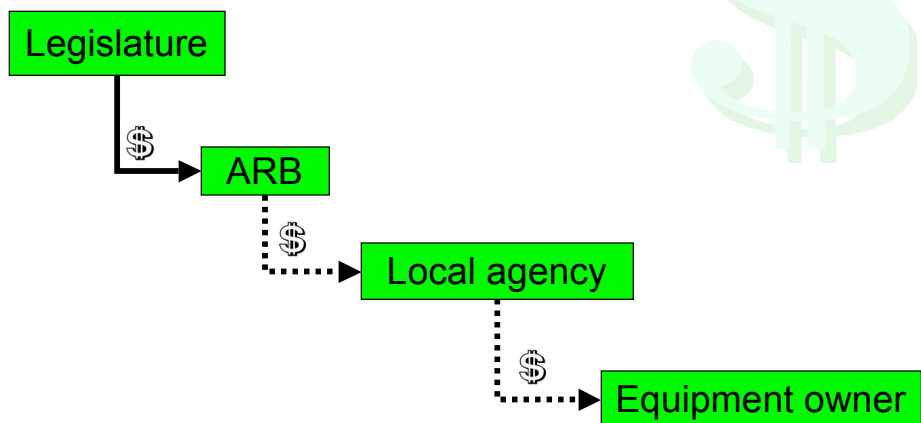 Legislature
$
ARB
$
Local agency
$
Equipment owner